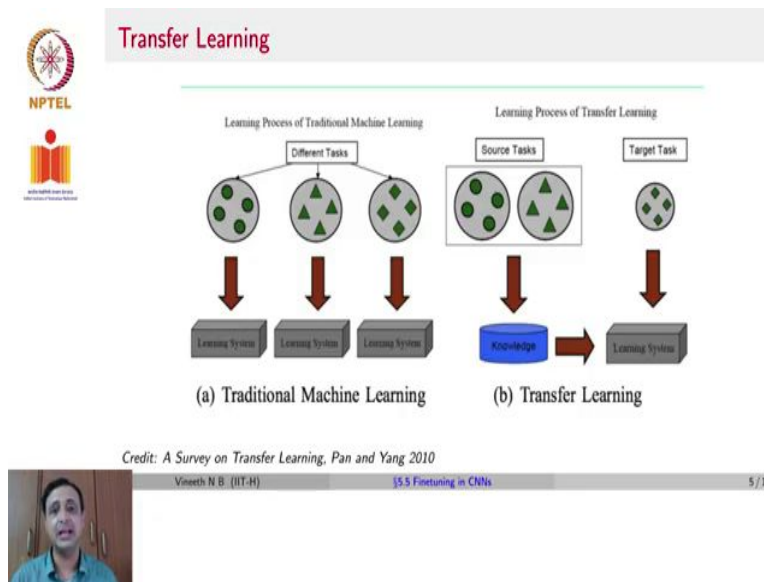 Transfer Learning
NPTEL
Learning Process of Traditional Machine Learning
Different Tasks
Learning System
Learning System
Learning System
(a) Traditional Machine Learning
Learning Process of Transfer Learning
Source Tasks
Target Task
Knowledge
Learning System
(b) Transfer Learning
Credit: A Survey on Transfer Learning, Pan and Yang 2010
Vineeth N B (IIT-H)
§5.5 Finetuning in CNNs
5 / 1